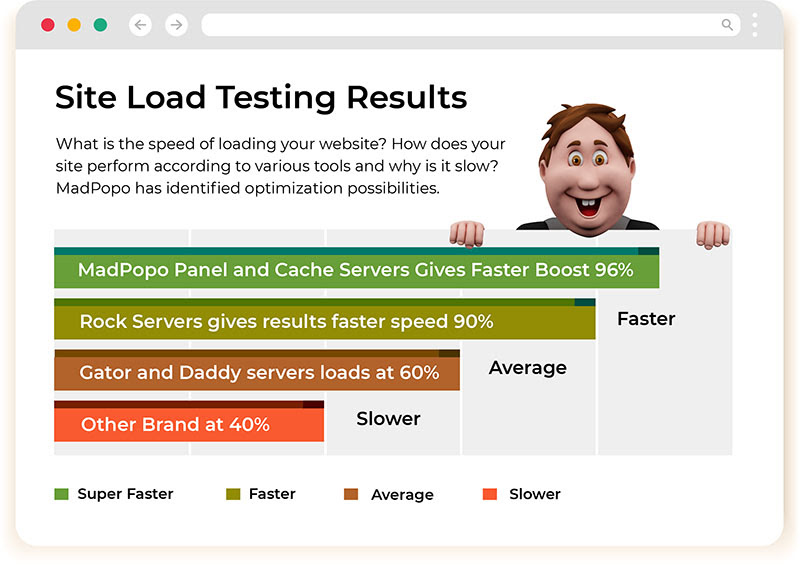 Site Load Testing Results
What is the speed of loading your website? How does your
site perform according to various tools and why is it slow?
MadPopo has identified optimization possibilities.
MadPopo Panel and Cache Servers Gives Faster Boost 96%
Rock Servers gives results faster speed 90%
Faster
Gator and Daddy servers loads at 60%
Average
Other Brand at 40%
Slower
Super Faster
Faster
Average
Slower